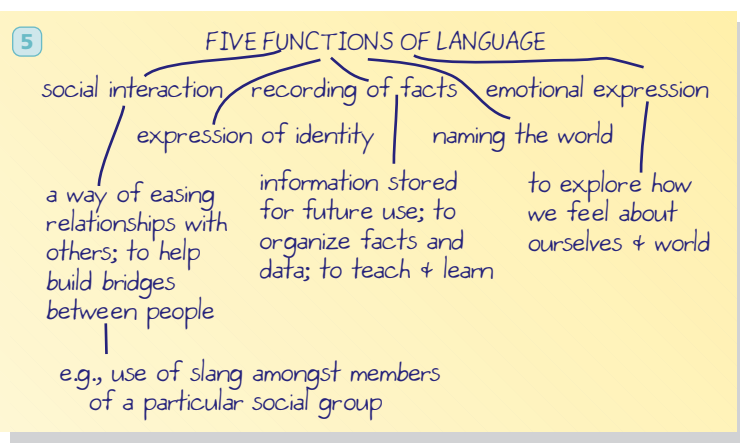 5
FIVE FUNCTIONS OF LANGUAGE
social interaction
recording of facts
emotional expression
expression of identity
naming the world
a way of easing
relationships with
others; to help
build bridges
between people
information stored
for future use; to
organize facts and
data; to teach & learn
to explore how
we feel about
ourselves & world
e.g., use of slang amongst members
of a particular social group